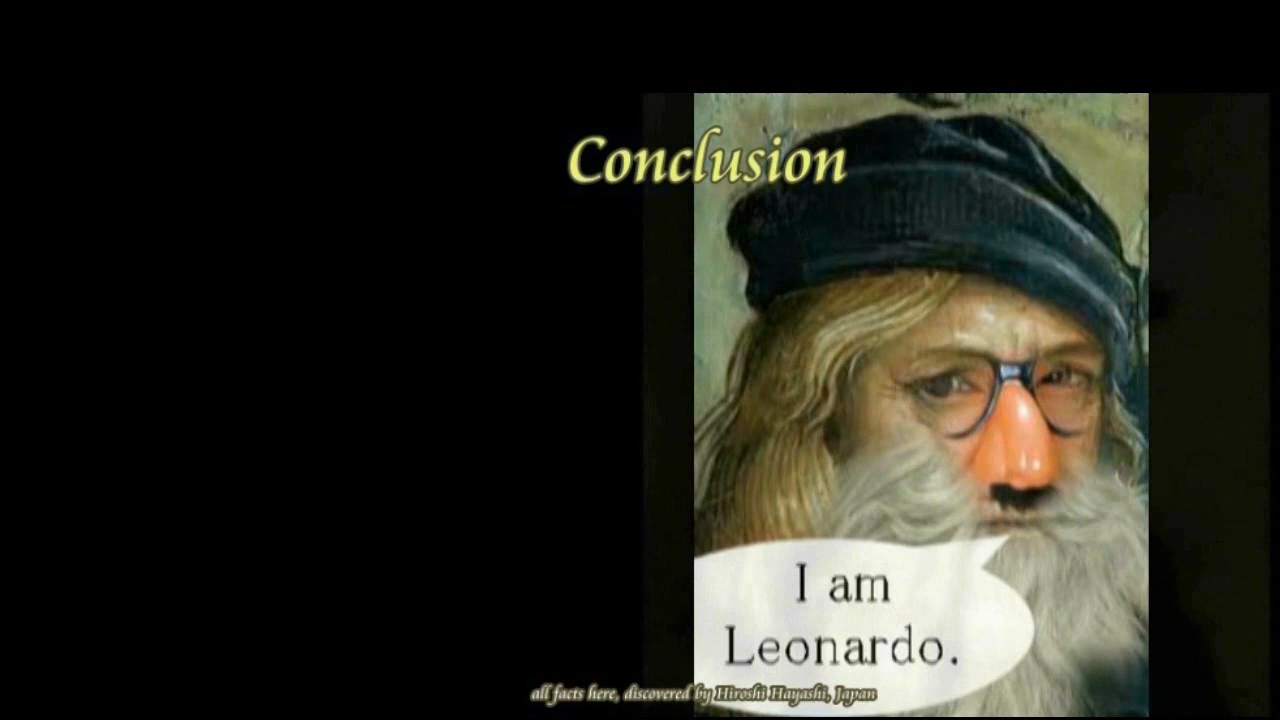 Conclusion
I am
Leonardo.
all facts here, discovered by Hiroshi Hayashi, Japan